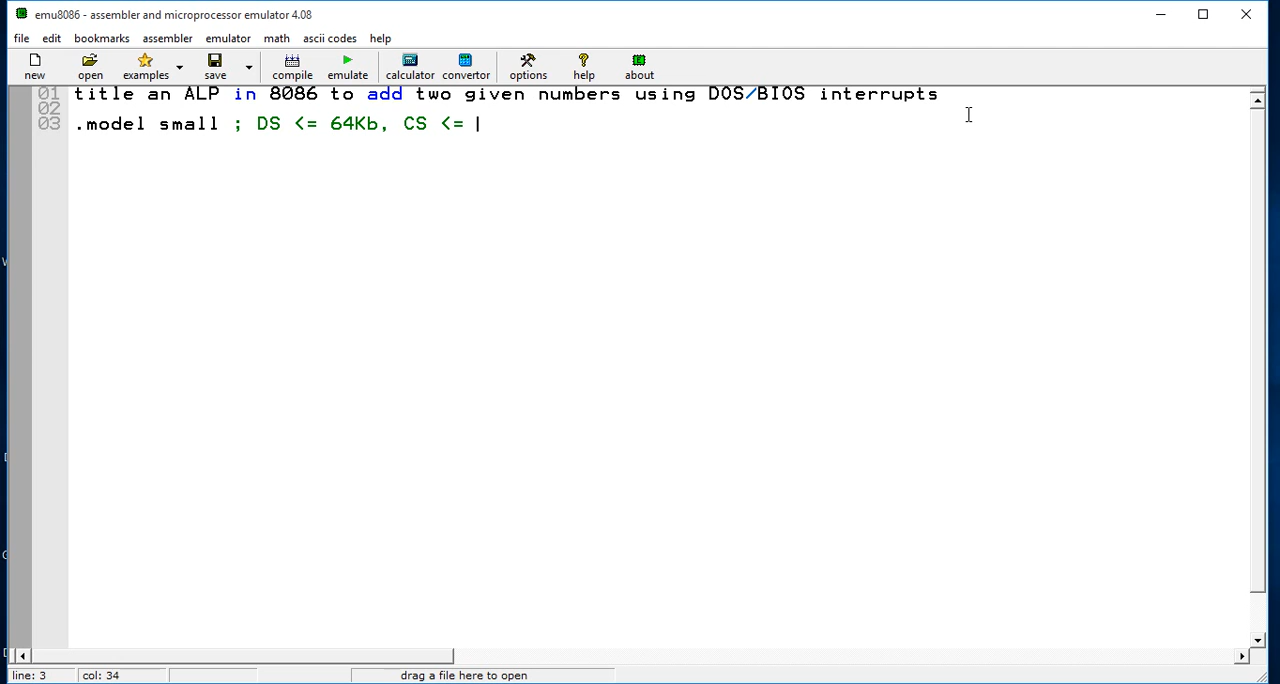 emu8086 - assembler and microprocessor emulator 4.08
file edit bookmarks assembler emulator math ascii codes help
new open examples save compile emulate calculator convertor options help about
01 title an ALP in 8086 to add two given numbers using DOS/BIOS interrupts
02
03 .model small ; DS <= 64Kb, CS <=
line: 3 col: 34 drag a file here to open